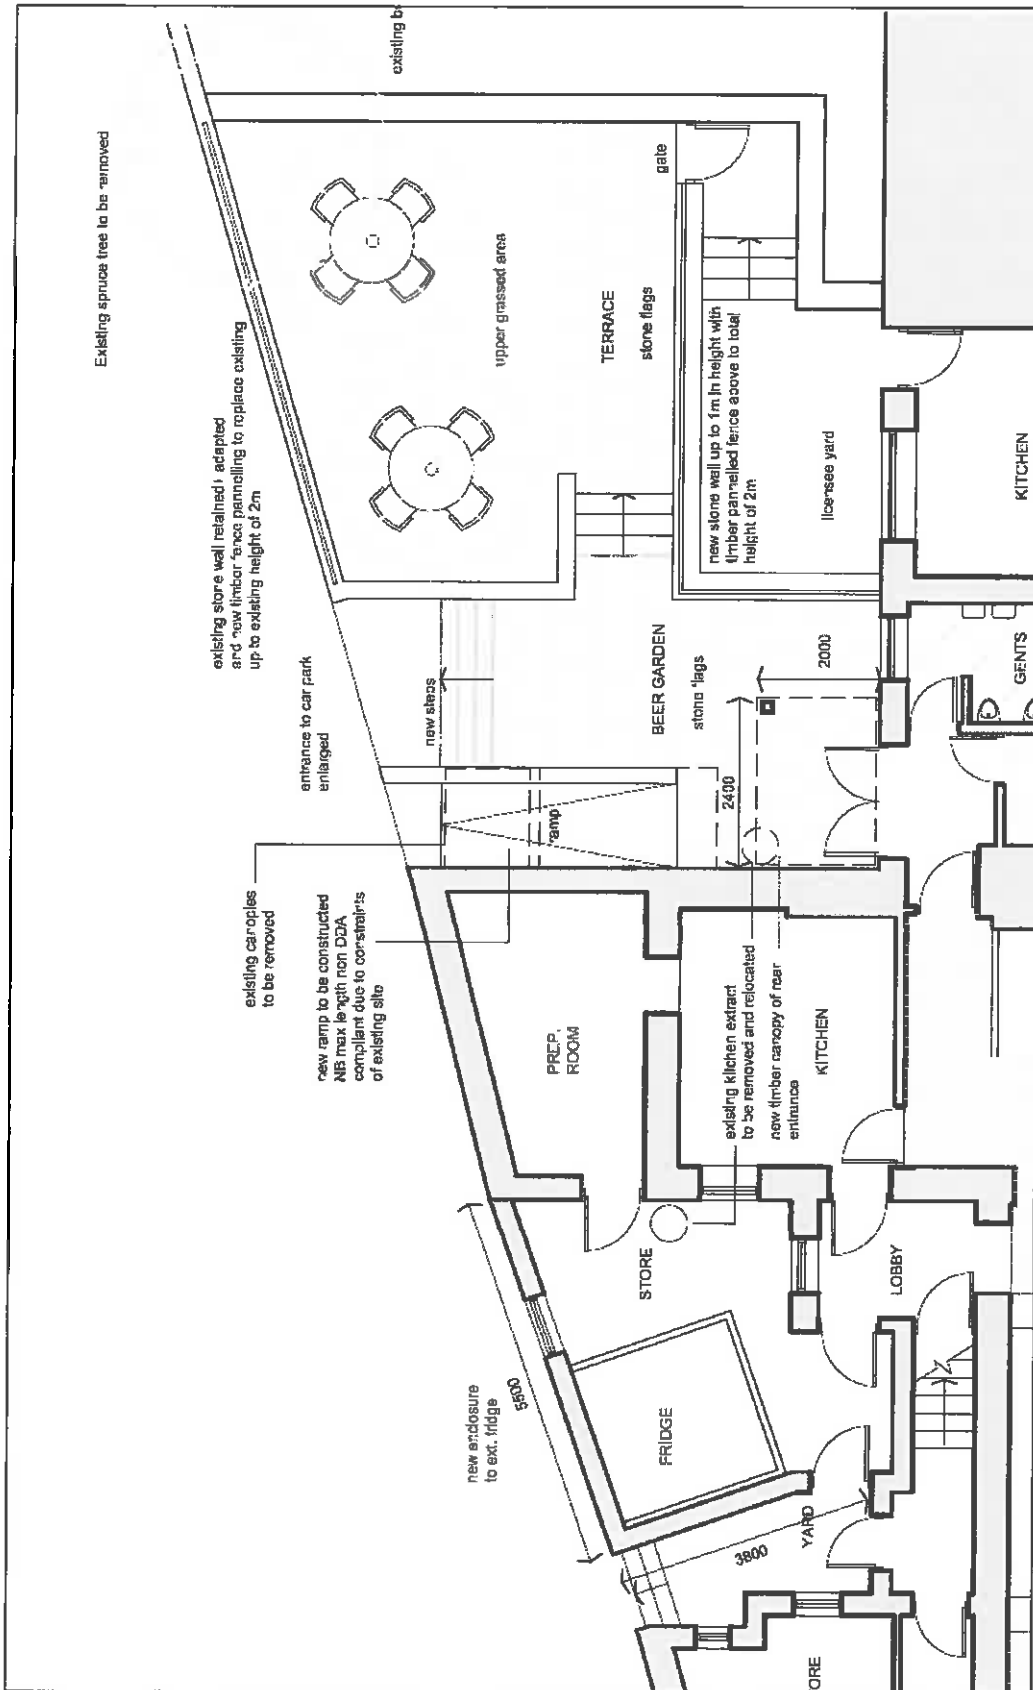 Existing spruce tree to be removed
existing stone wall retained & adapted
and new timber fence pannelling to replace existing
up to existing height of 2m
entrance to car park
enlarged
existing canopies
to be removed
new ramp to be constructed
NB max length non DDA
compliant due to constraints
of existing site
new enclosure
to ext. fridge
5500
existing b
upper grassed area
TERRACE
stone flags
gate
new steps
ramp
BEER GARDEN
stone flags
2400
2000
new stone wall up to 1m in height with
timber pannelled fence above to total
height of 2m
licensee yard
KITCHEN
GENTS
PREP.
ROOM
existing kitchen extract
to be removed and relocated
new timber canopy of rear
entrance
KITCHEN
STORE
LOBBY
FRIDGE
3800
YARD
ORE